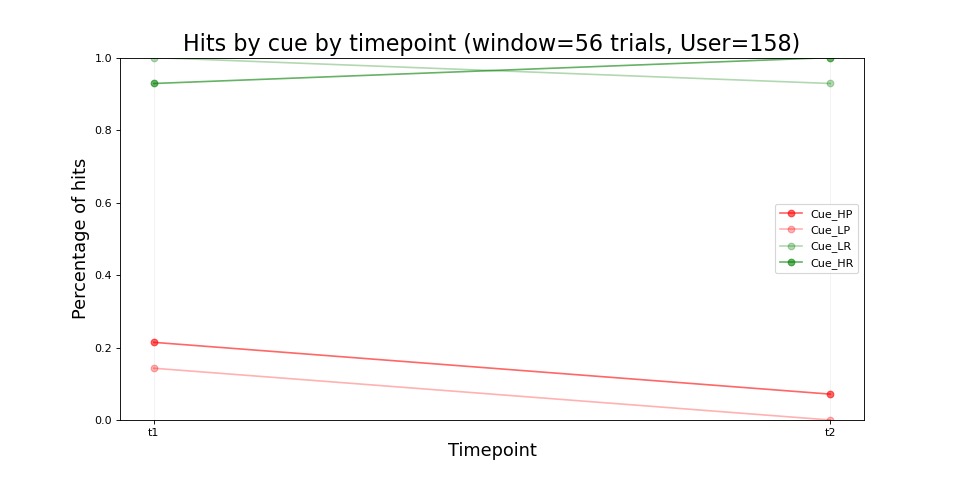 Hits by cue by timepoint (window=56 trials, User=158)
Percentage of hits
1.0
0.8
0.6
0.4
0.2
0.0
Cue_HP
Cue_LP
Cue_LR
Cue_HR
t1
t2
Timepoint